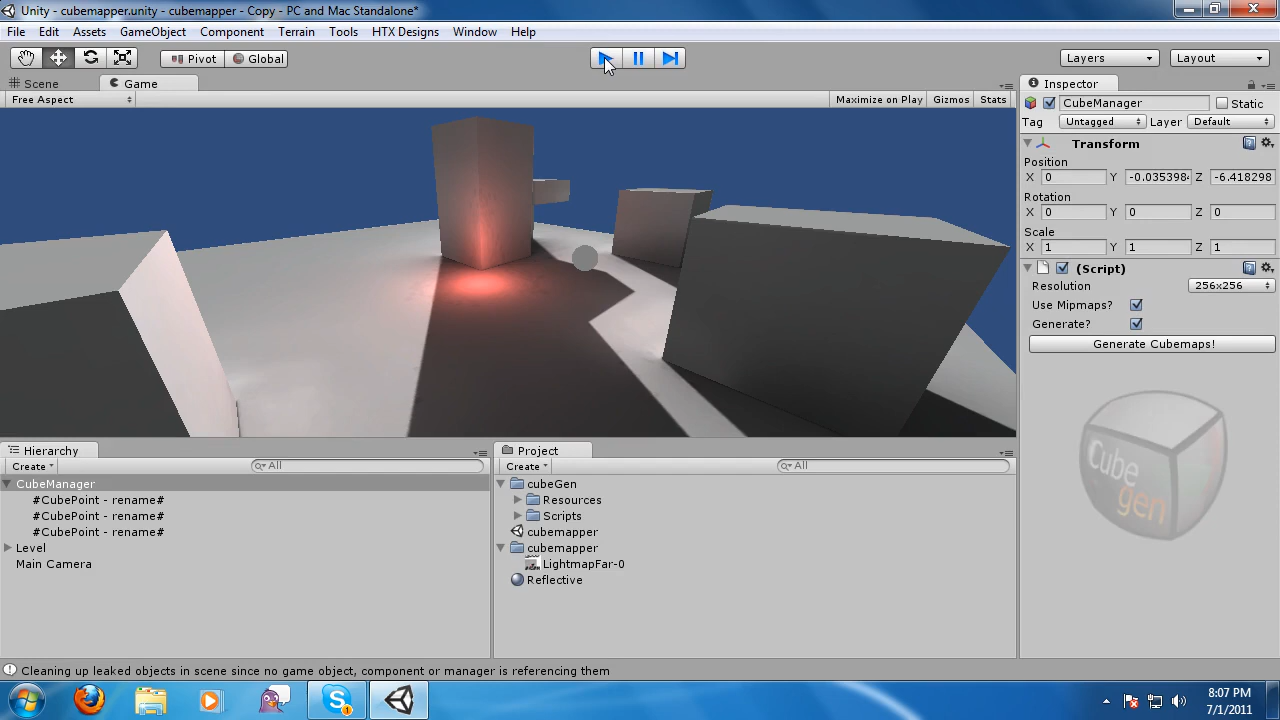 Unity - cubemapper.unity - cubemapper - Copy - PC and Mac Standalone*
File Edit Assets GameObject Component Terrain Tools HTX Designs Window Help
Pivot Global Layers Layout
Scene Game
Free Aspect Maximize on Play Gizmos Stats
Inspector
CubeManager Static
Tag Untagged Layer Default
Transform
Position
X 0 Y -0.035398 Z -6.418298
Rotation
X 0 Y 0 Z 0
Scale
X 1 Y 1 Z 1
(Script)
Resolution 256x256
Use Mipmaps?
Generate?
Generate Cubemaps!
Cube
gen
Hierarchy
Create All
CubeManager
#CubePoint - rename#
#CubePoint - rename#
#CubePoint - rename#
Level
Main Camera
Project
Create All
cubeGen
Resources
Scripts
cubemapper
cubemapper
LightmapFar-0
Reflective
Cleaning up leaked objects in scene since no game object, component or manager is referencing them
8:07 PM
7/1/2011